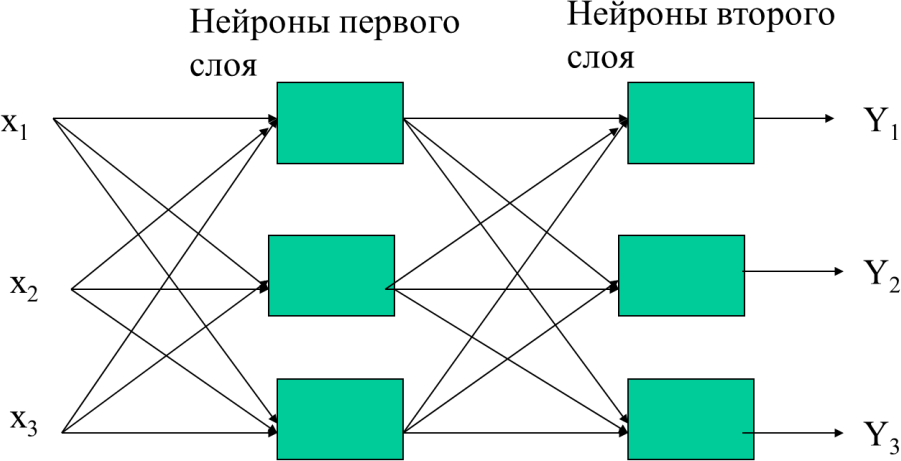 Нейроны первого
слоя
Нейроны второго
слоя
x₁
Y₁
x₂
Y₂
x₃
Y₃